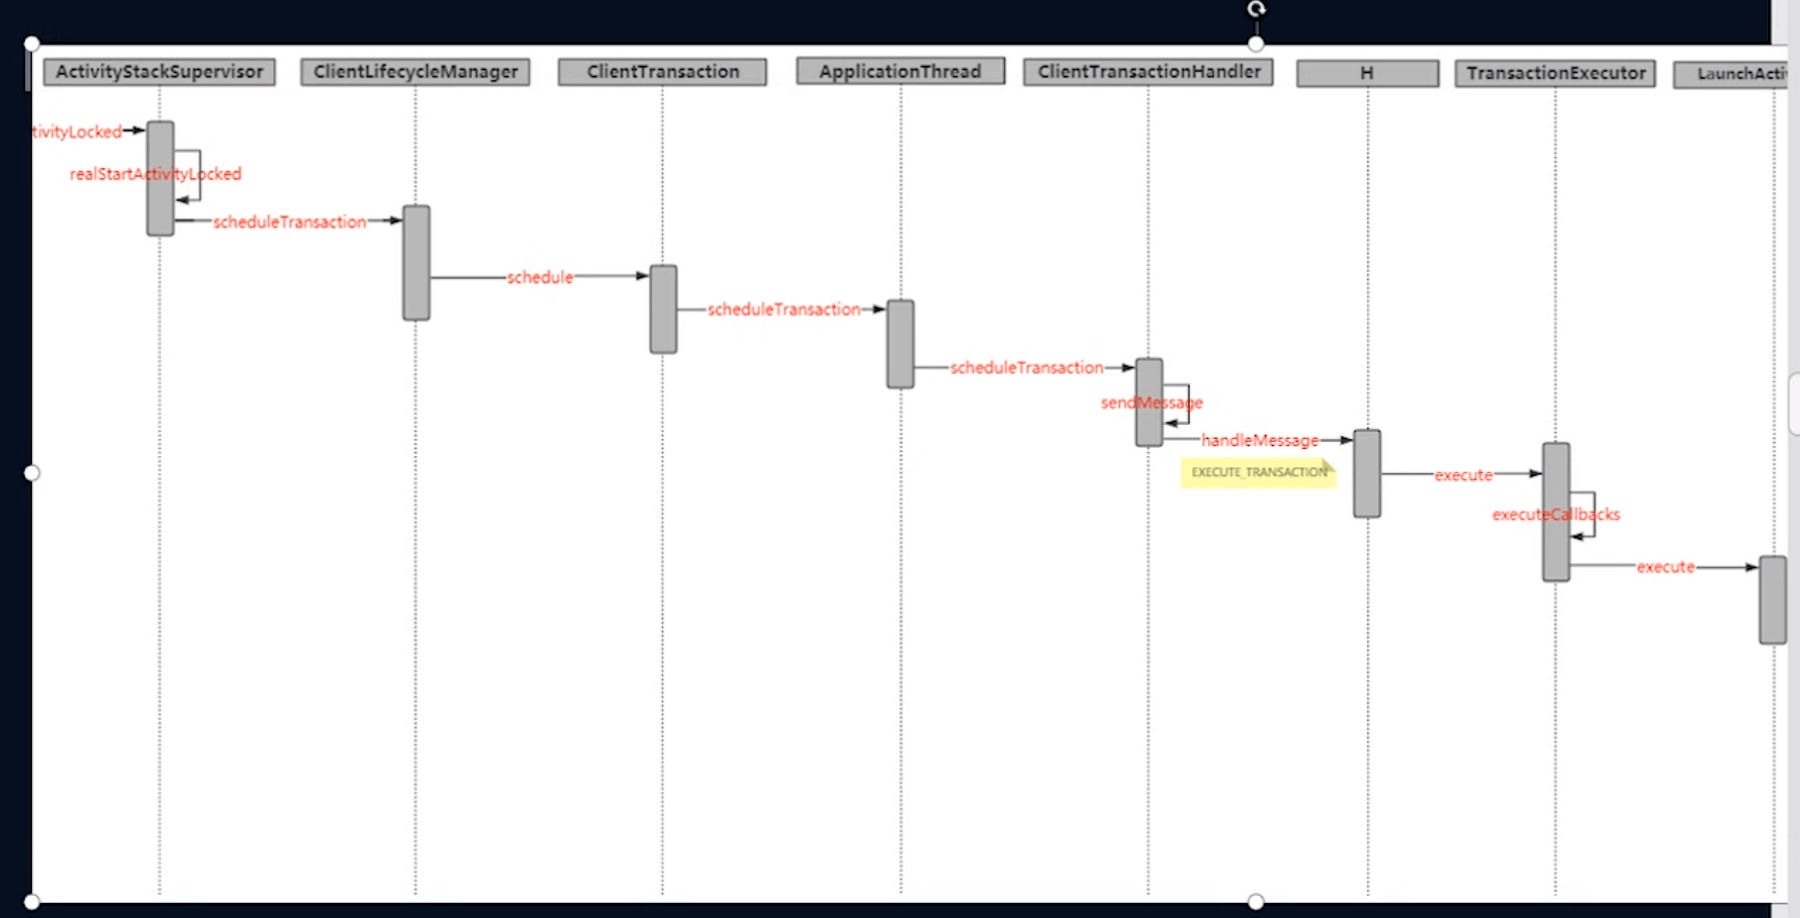 ActivityStackSupervisor
ClientLifecycleManager
ClientTransaction
ApplicationThread
ClientTransactionHandler
H
TransactionExecutor
LaunchActi
tivityLocked
realStartActivityLocked
scheduleTransaction
schedule
scheduleTransaction
scheduleTransaction
sendMessage
handleMessage
EXECUTE_TRANSACTION
execute
executeCallbacks
execute